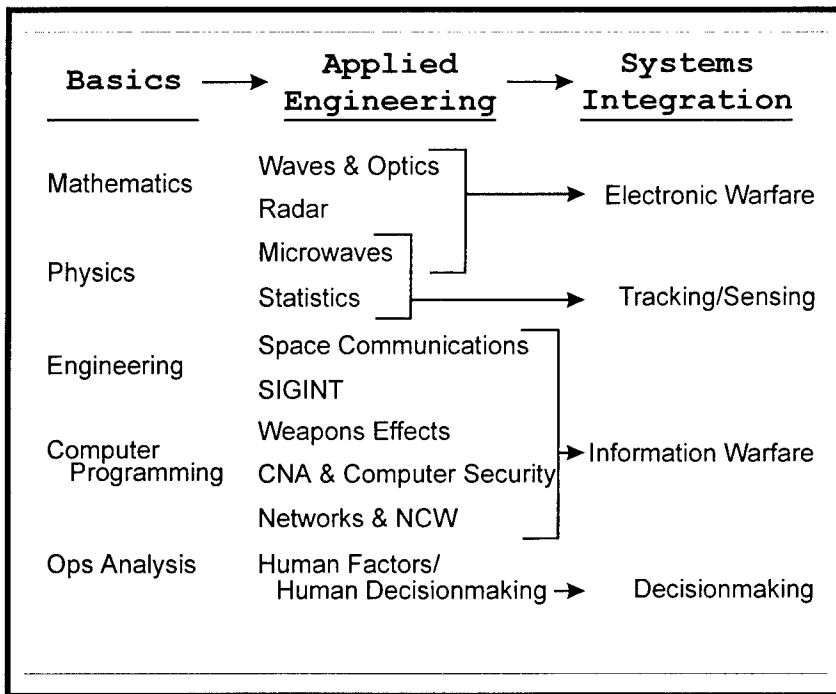 Basics
Applied
Engineering
Systems
Integration
Mathematics
Physics
Engineering
Computer
Programming
Ops Analysis
Waves & Optics
Radar
Microwaves
Statistics
Space Communications
SIGINT
Weapons Effects
CNA & Computer Security
Networks & NCW
Human Factors/
Human Decisionmaking
Electronic Warfare
Tracking/Sensing
Information Warfare
Decisionmaking